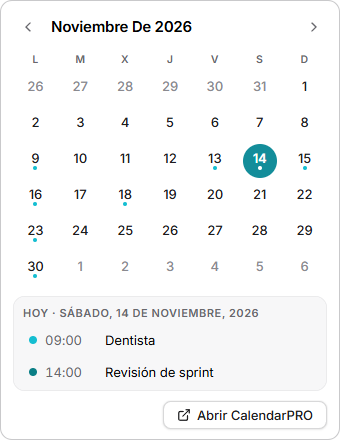 Noviembre De 2026
L M X J V S D
26 27 28 29 30 31 1
2 3 4 5 6 7 8
9 10 11 12 13 14 15
16 17 18 19 20 21 22
23 24 25 26 27 28 29
30 1 2 3 4 5 6
HOY · SÁBADO, 14 DE NOVIEMBRE, 2026
09:00 Dentista
14:00 Revisión de sprint
Abrir CalendarPRO